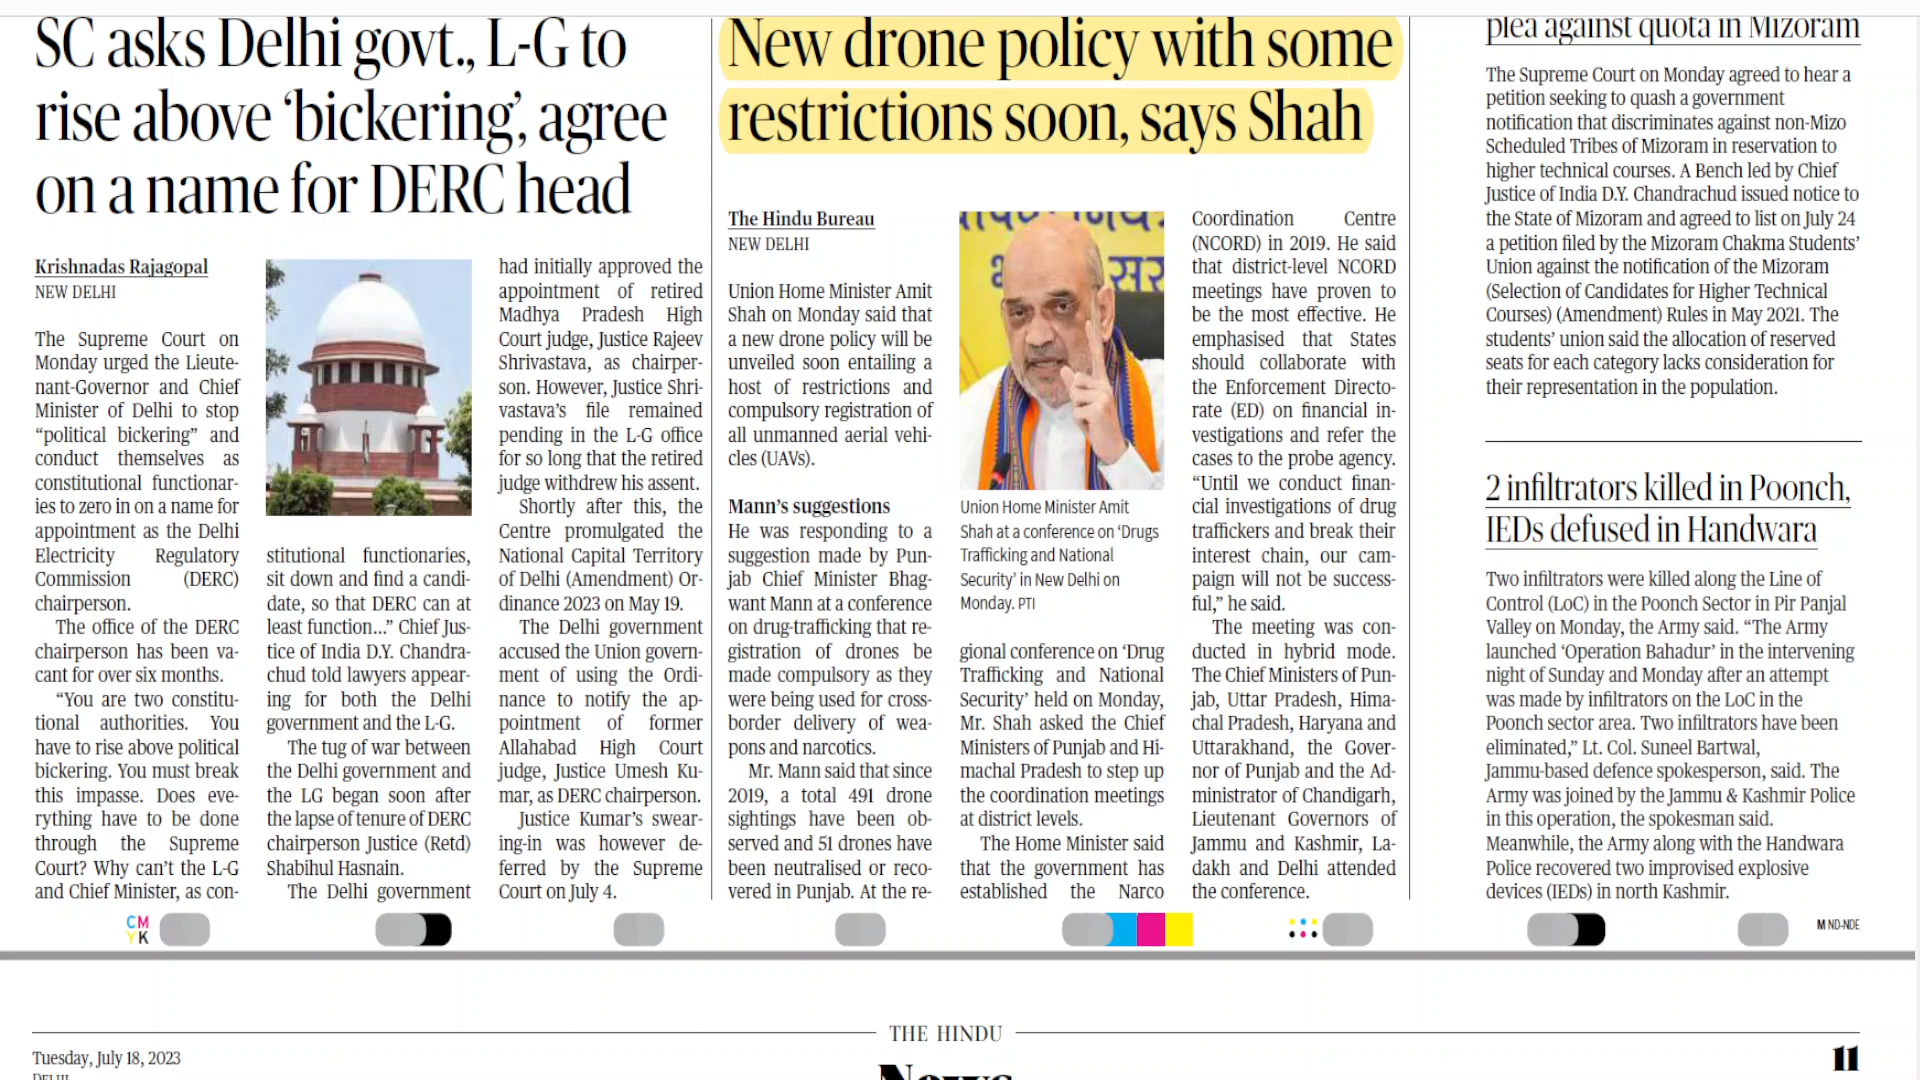 SC asks Delhi govt., L-G to
rise above ‘bickering’, agree
on a name for DERC head
Krishnadas Rajagopal
NEW DELHI
The Supreme Court on
Monday urged the Lieute-
nant-Governor and Chief
Minister of Delhi to stop
“political bickering” and
conduct themselves as
constitutional functionar-
ies to zero in on a name for
appointment as the Delhi
Electricity Regulatory
Commission (DERC)
chairperson.
The office of the DERC
chairperson has been va-
cant for over six months.
“You are two constitu-
tional authorities. You
have to rise above political
bickering. You must break
this impasse. Does eve-
rything have to be done
through the Supreme
Court? Why can’t the L-G
and Chief Minister, as con-
stitutional functionaries,
sit down and find a candi-
date, so that DERC can at
least function...” Chief Jus-
tice of India D.Y. Chandra-
chud told lawyers appear-
ing for both the Delhi
government and the L-G.
The tug of war between
the Delhi government and
the LG began soon after
the lapse of tenure of DERC
chairperson Justice (Retd)
Shabihul Hasnain.
The Delhi government
had initially approved the
appointment of retired
Madhya Pradesh High
Court judge, Justice Rajeev
Shrivastava, as chairper-
son. However, Justice Shri-
vastava’s file remained
pending in the L-G office
for so long that the retired
judge withdrew his assent.
Shortly after this, the
Centre promulgated the
National Capital Territory
of Delhi (Amendment) Or-
dinance 2023 on May 19.
The Delhi government
accused the Union govern-
ment of using the Ordi-
nance to notify the ap-
pointment of former
Allahabad High Court
judge, Justice Umesh Ku-
mar, as DERC chairperson.
Justice Kumar’s swear-
ing-in was however de-
ferred by the Supreme
Court on July 4.
New drone policy with some
restrictions soon, says Shah
The Hindu Bureau
NEW DELHI
Union Home Minister Amit
Shah on Monday said that
a new drone policy will be
unveiled soon entailing a
host of restrictions and
compulsory registration of
all unmanned aerial vehi-
cles (UAVs).
Mann’s suggestions
He was responding to a
suggestion made by Pun-
jab Chief Minister Bhag-
want Mann at a conference
on drug-trafficking that re-
gistration of drones be
made compulsory as they
were being used for cross-
border delivery of wea-
pons and narcotics.
Mr. Mann said that since
2019, a total 491 drone
sightings have been ob-
served and 51 drones have
been neutralised or reco-
vered in Punjab. At the re-
Union Home Minister Amit
Shah at a conference on ‘Drugs
Trafficking and National
Security’ in New Delhi on
Monday. PTI
gional conference on ‘Drug
Trafficking and National
Security’ held on Monday,
Mr. Shah asked the Chief
Ministers of Punjab and Hi-
machal Pradesh to step up
the coordination meetings
at district levels.
The Home Minister said
that the government has
established the Narco
Coordination Centre
(NCORD) in 2019. He said
that district-level NCORD
meetings have proven to
be the most effective. He
emphasised that States
should collaborate with
the Enforcement Directo-
rate (ED) on financial in-
vestigations and refer the
cases to the probe agency.
“Until we conduct finan-
cial investigations of drug
traffickers and break their
interest chain, our cam-
paign will not be success-
ful,” he said.
The meeting was con-
ducted in hybrid mode.
The Chief Ministers of Pun-
jab, Uttar Pradesh, Hima-
chal Pradesh, Haryana and
Uttarakhand, the Gover-
nor of Punjab and the Ad-
ministrator of Chandigarh,
Lieutenant Governors of
Jammu and Kashmir, La-
dakh and Delhi attended
the conference.
plea against quota in Mizoram
The Supreme Court on Monday agreed to hear a
petition seeking to quash a government
notification that discriminates against non-Mizo
Scheduled Tribes of Mizoram in reservation to
higher technical courses. A Bench led by Chief
Justice of India D.Y. Chandrachud issued notice to
the State of Mizoram and agreed to list on July 24
a petition filed by the Mizoram Chakma Students’
Union against the notification of the Mizoram
(Selection of Candidates for Higher Technical
Courses) (Amendment) Rules in May 2021. The
students’ union said the allocation of reserved
seats for each category lacks consideration for
their representation in the population.
2 infiltrators killed in Poonch,
IEDs defused in Handwara
Two infiltrators were killed along the Line of
Control (LoC) in the Poonch Sector in Pir Panjal
Valley on Monday, the Army said. “The Army
launched ‘Operation Bahadur’ in the intervening
night of Sunday and Monday after an attempt
was made by infiltrators on the LoC in the
Poonch sector area. Two infiltrators have been
eliminated,” Lt. Col. Suneel Bartwal,
Jammu-based defence spokesperson, said. The
Army was joined by the Jammu & Kashmir Police
in this operation, the spokesman said.
Meanwhile, the Army along with the Handwara
Police recovered two improvised explosive
devices (IEDs) in north Kashmir.
CM
YK
M ND-NDE
THE HINDU
Tuesday, July 18, 2023
DELHI
News
11